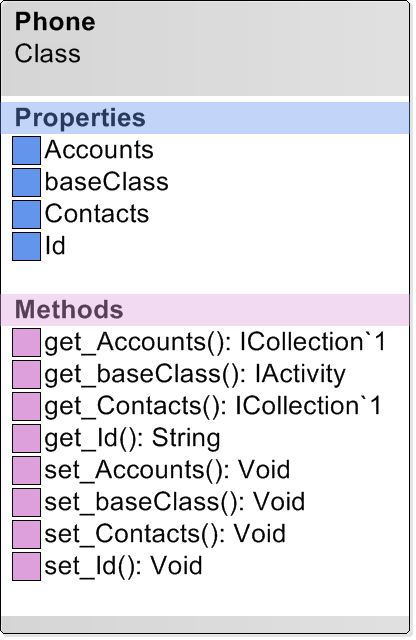 Phone
Class
Properties
Accounts
baseClass
Contacts
Id
Methods
get_Accounts(): ICollection`1
get_baseClass(): IActivity
get_Contacts(): ICollection`1
get_Id(): String
set_Accounts(): Void
set_baseClass(): Void
set_Contacts(): Void
set_Id(): Void